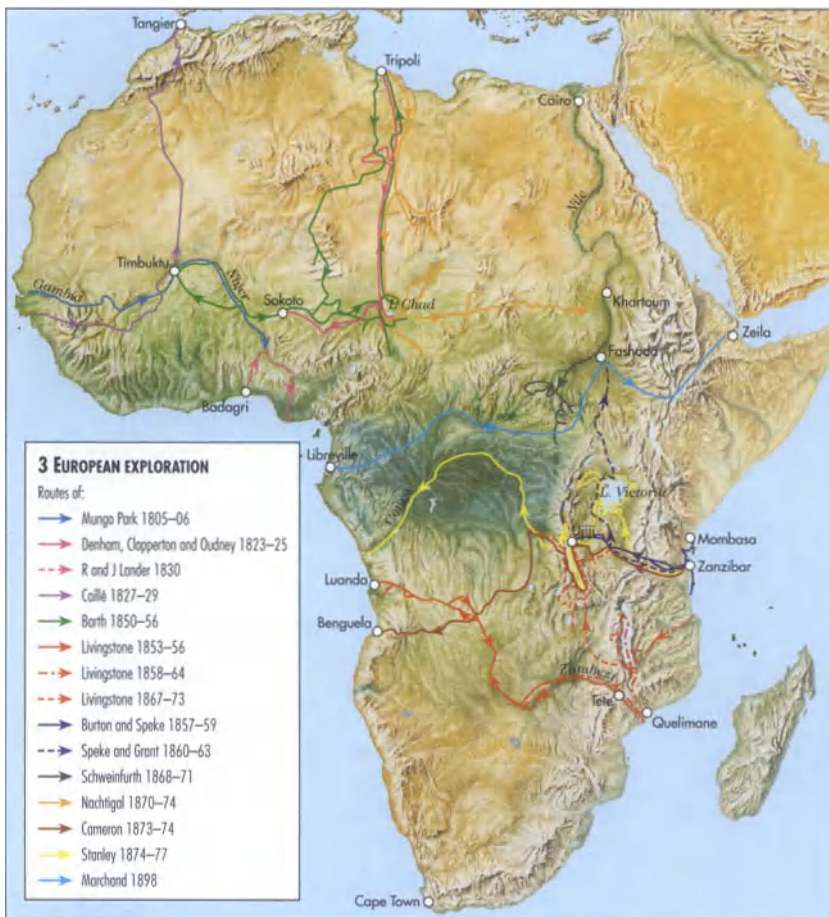 Tangier
Tripoli
Cairo
Nile
Timbuktu
Gambia
Niger
Sokoto
L. Chad
Khartoum
Zeila
Fashoda
Badagri
Libreville
L. Victoria
Congo
Ujiji
Mombasa
Zanzibar
Luanda
Benguela
Zambezi
Tete
Quelimane
Cape Town
3 EUROPEAN EXPLORATION
Routes of:
Mungo Park 1805–06
Denham, Clapperton and Oudney 1823–25
R and J Lander 1830
Caillé 1827–29
Barth 1850–56
Livingstone 1853–56
Livingstone 1858–64
Livingstone 1867–73
Burton and Speke 1857–59
Speke and Grant 1860–63
Schweinfurth 1868–71
Nachtigal 1870–74
Cameron 1873–74
Stanley 1874–77
Marchand 1898